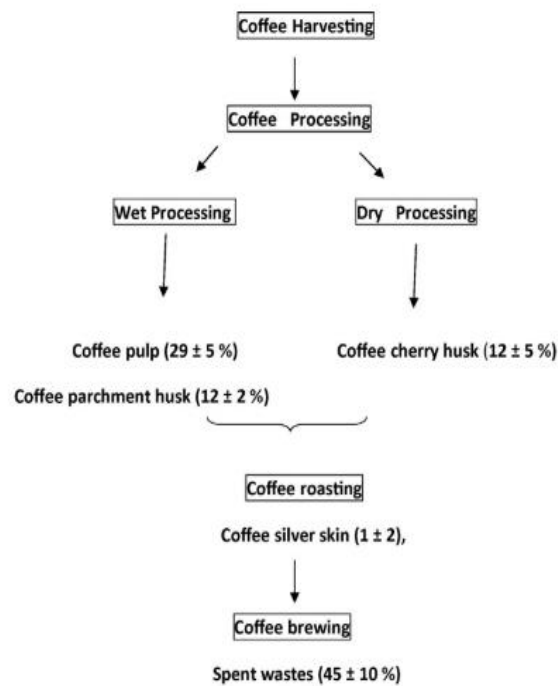 Coffee Harvesting
Coffee Processing
Wet Processing
Dry Processing
Coffee pulp (29 ± 5 %)
Coffee cherry husk (12 ± 5 %)
Coffee parchment husk (12 ± 2 %)
Coffee roasting
Coffee silver skin (1 ± 2),
Coffee brewing
Spent wastes (45 ± 10 %)